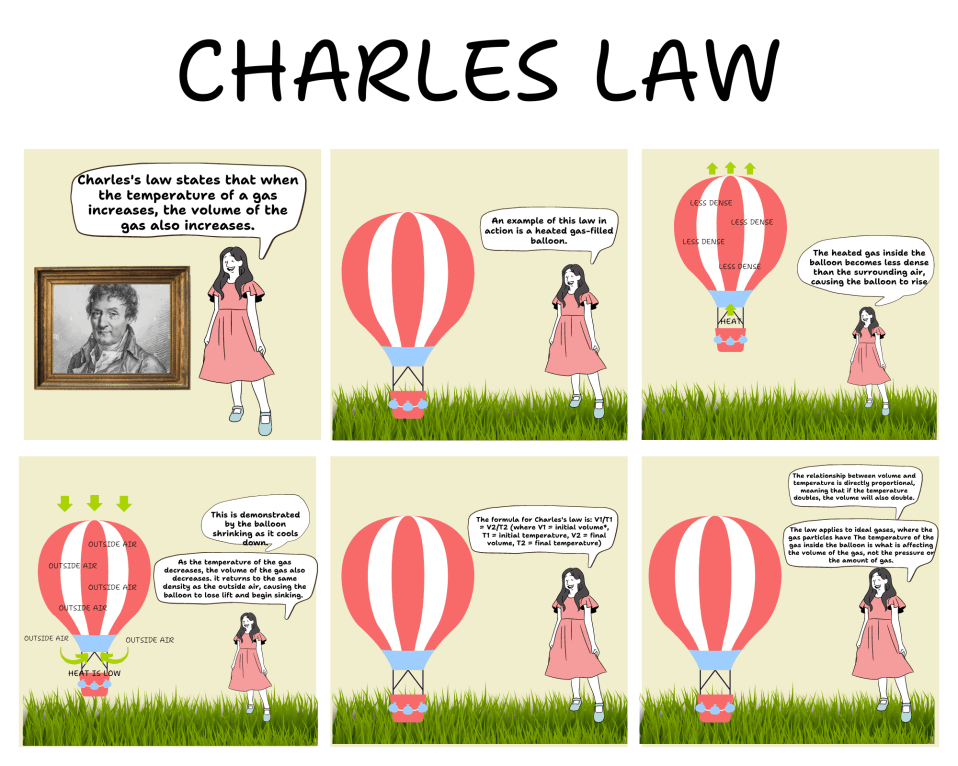 CHARLES LAW
Charles's law states that when
the temperature of a gas
increases, the volume of the
gas also increases.
An example of this law in
action is a heated gas-filled
balloon.
LESS DENSE
LESS DENSE
LESS DENSE
LESS DENSE
HEAT
The heated gas inside the
balloon becomes less dense
than the surrounding air,
causing the balloon to rise
This is demonstrated
by the balloon
shrinking as it cools
down.
As the temperature of the gas
decreases, the volume of the gas also
decreases. it returns to the same
density as the outside air, causing the
balloon to lose lift and begin sinking.
OUTSIDE AIR
OUTSIDE AIR
OUTSIDE AIR
OUTSIDE AIR
OUTSIDE AIR
OUTSIDE AIR
HEAT IS LOW
The formula for Charles's law is: V1/T1
= V2/T2 (where V1 = initial volume*,
T1 = initial temperature, V2 = final
volume, T2 = final temperature)
The relationship between volume and
temperature is directly proportional,
meaning that if the temperature
doubles, the volume will also double.
The law applies to ideal gases, where the
gas particles have The temperature of the
gas inside the balloon is what is affecting
the volume of the gas, not the pressure or
the amount of gas.